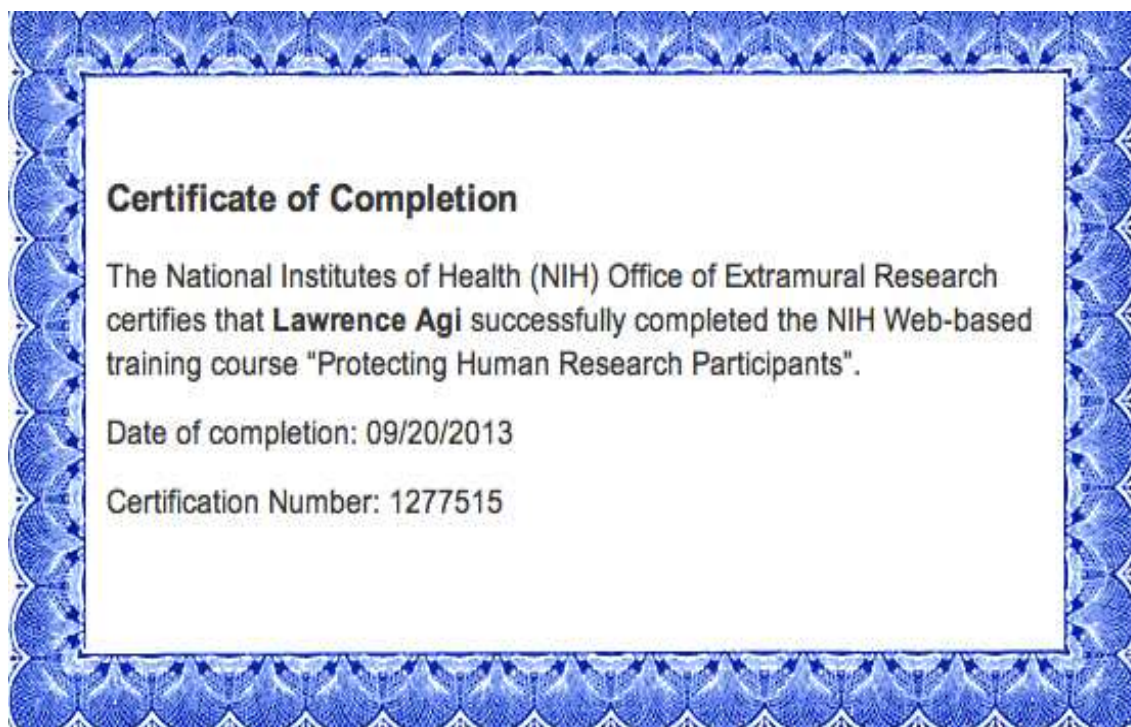 Certificate of Completion
The National Institutes of Health (NIH) Office of Extramural Research
certifies that Lawrence Agi successfully completed the NIH Web-based
training course "Protecting Human Research Participants".
Date of completion: 09/20/2013
Certification Number: 1277515